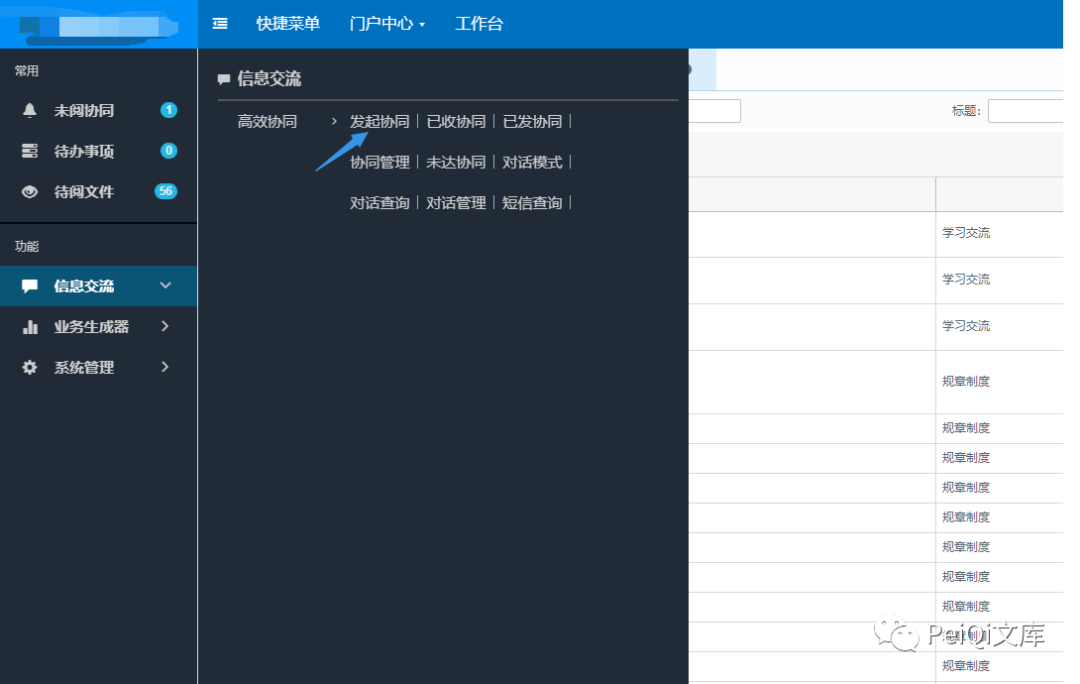 快捷菜单 门户中心 工作台
常用
未阅协同 1
待办事项 0
待阅文件 56
功能
信息交流
业务生成器
系统管理
信息交流
高效协同 › 发起协同 | 已收协同 | 已发协同 |
协同管理 | 未达协同 | 对话模式 |
对话查询 | 对话管理 | 短信查询 |
标题:
学习交流
学习交流
学习交流
规章制度
规章制度
规章制度
规章制度
规章制度
规章制度
规章制度
规章制度
规章制度
PeiQi文库